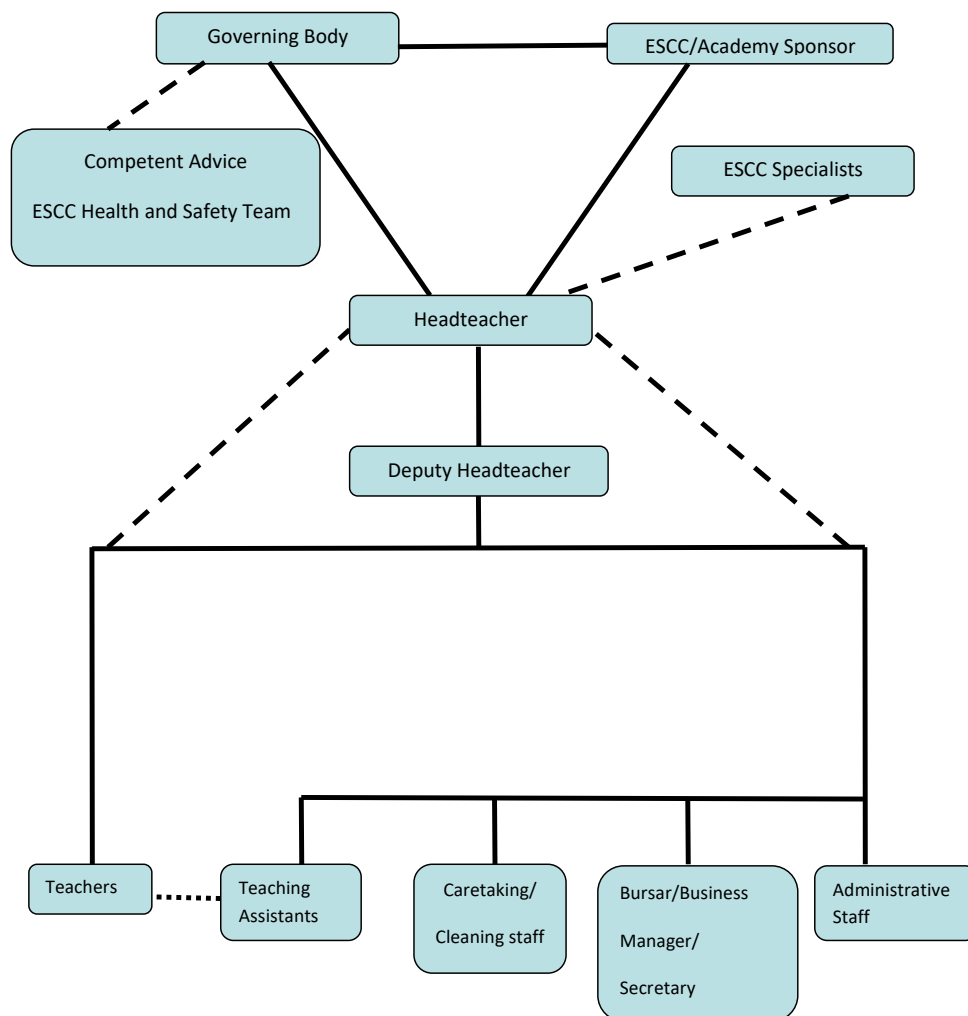 Governing Body
ESCC/Academy Sponsor
Competent Advice
ESCC Health and Safety Team
ESCC Specialists
Headteacher
Deputy Headteacher
Teachers
Teaching
Assistants
Caretaking/
Cleaning staff
Bursar/Business
Manager/
Secretary
Administrative
Staff